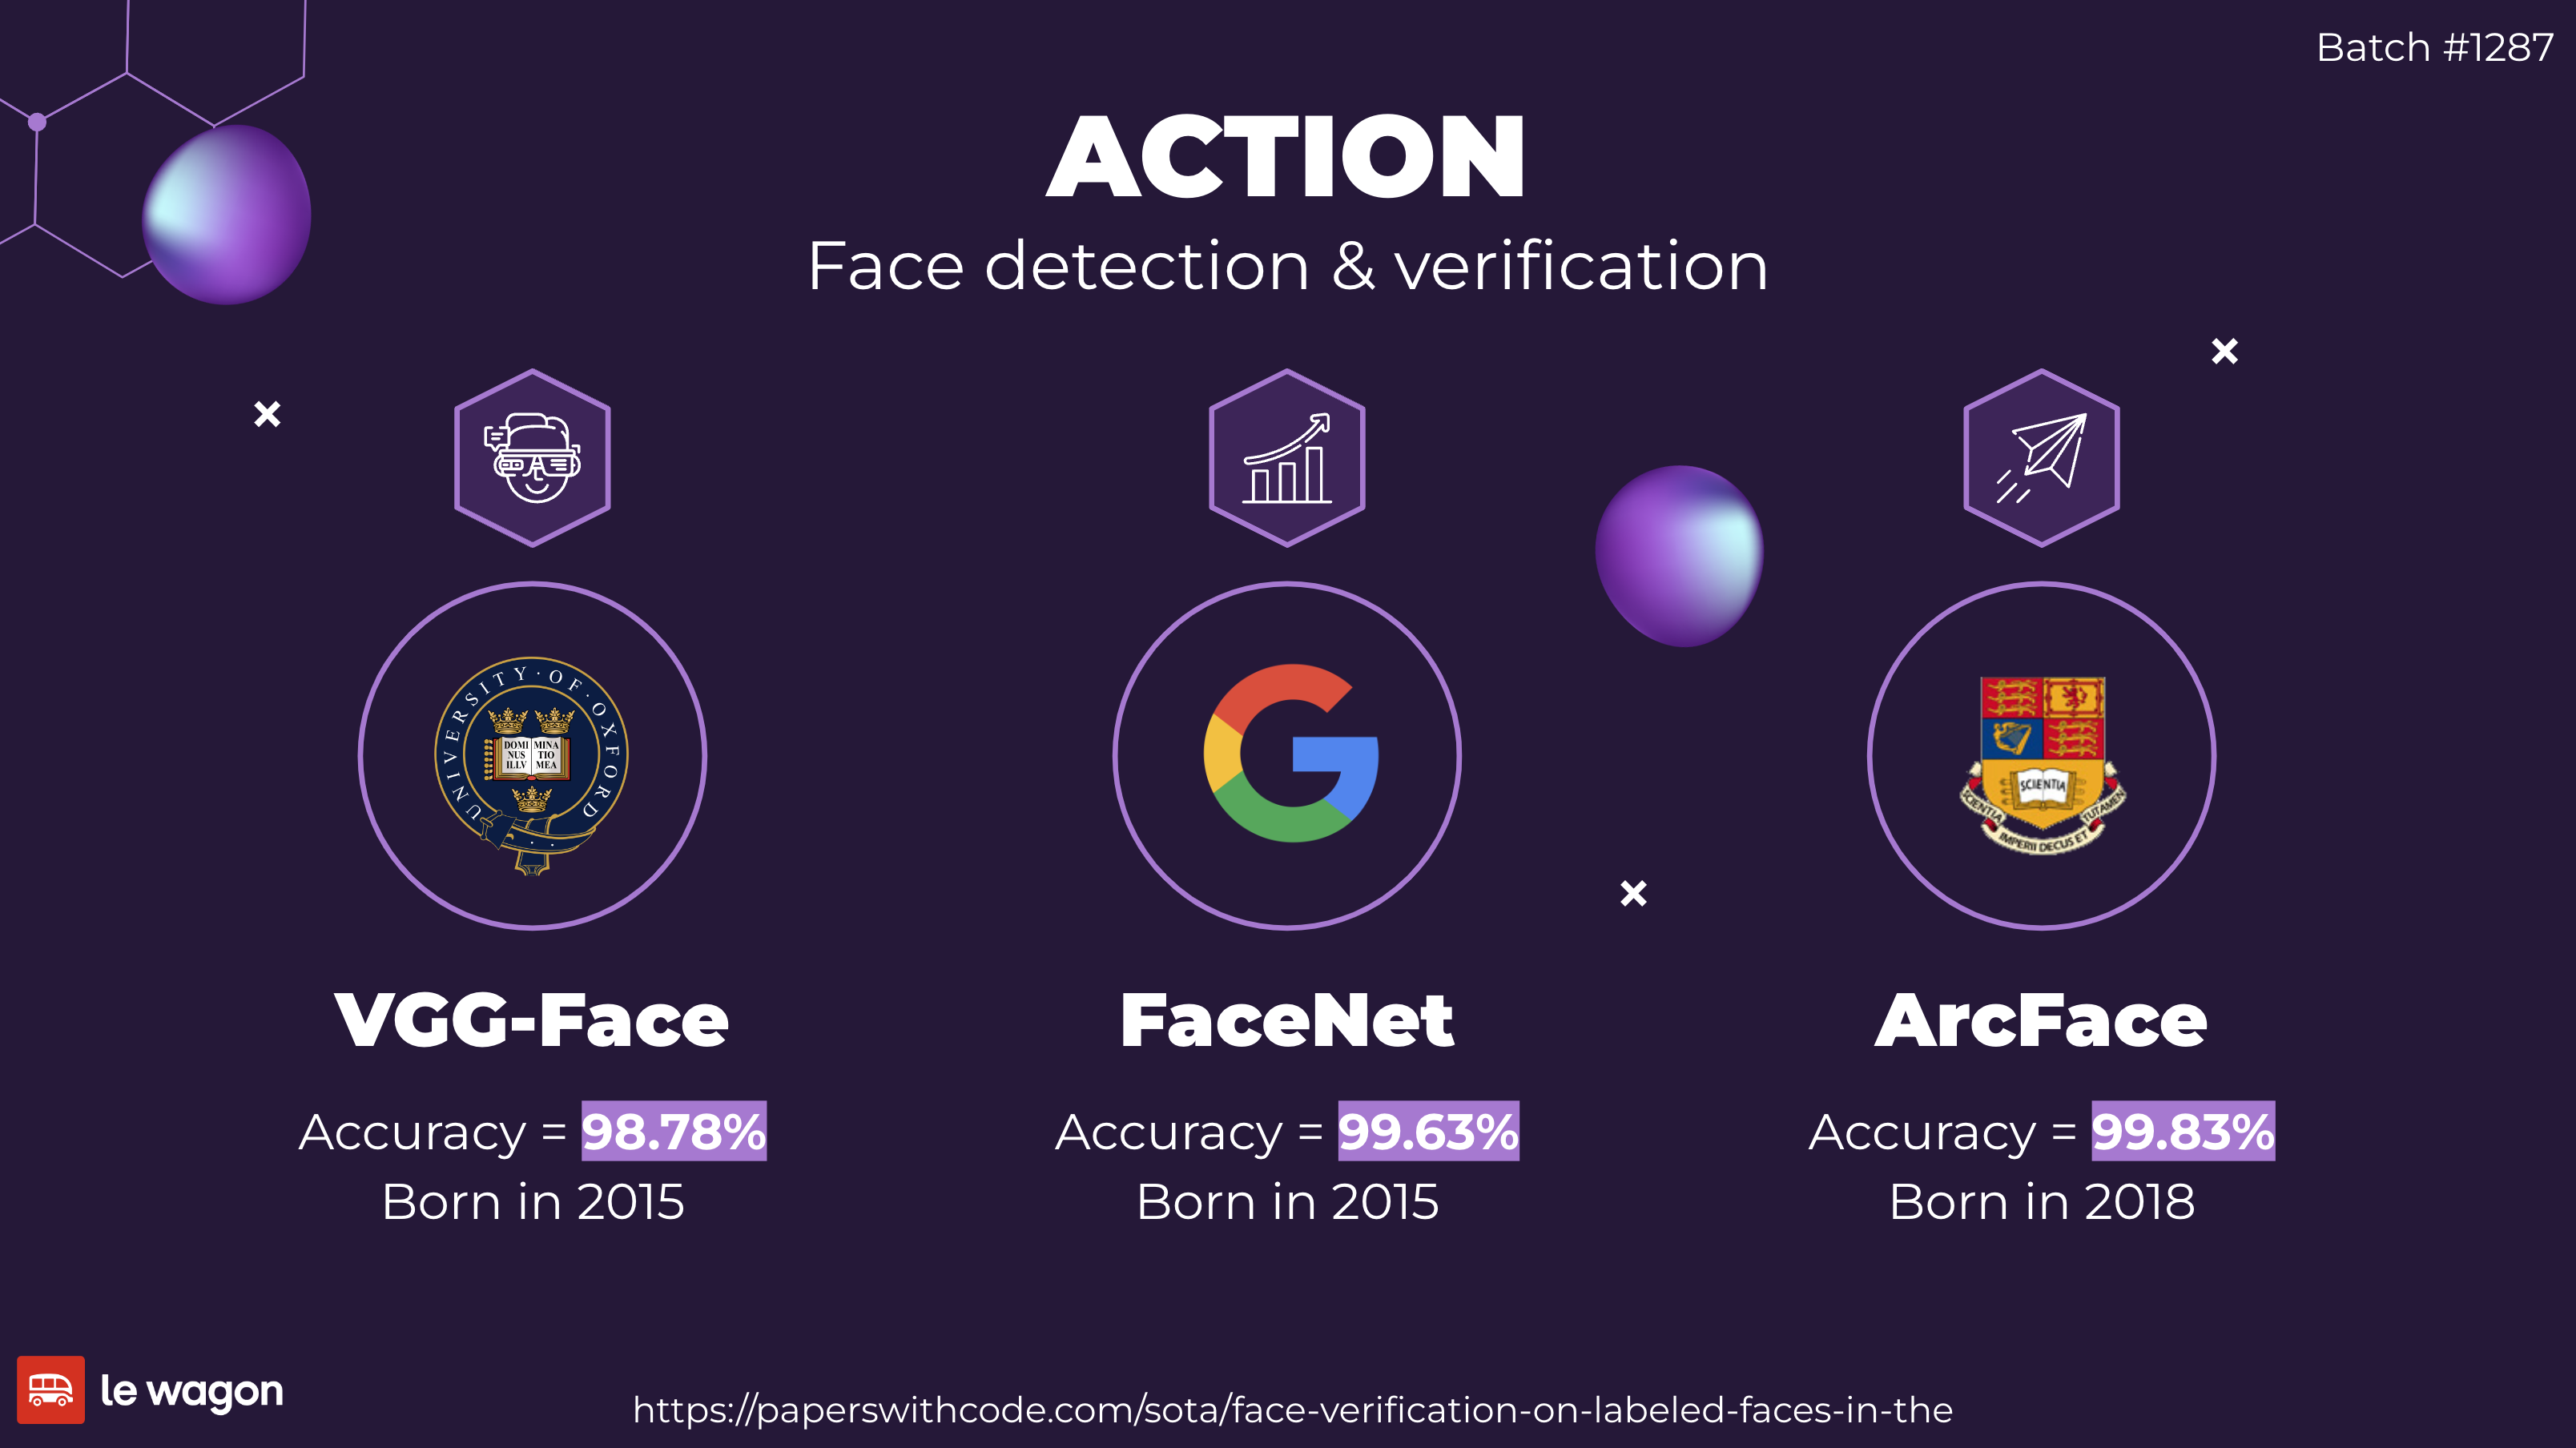 Batch #1287
ACTION
Face detection & verification
UNIVERSITY · OF · OXFORD
DOMI MINA
NUS TIO
ILLV MEA
SCIENTIA
SCIENTIA IMPERII DECUS ET TUTAMEN
VGG-Face
Accuracy = 98.78%
Born in 2015
FaceNet
Accuracy = 99.63%
Born in 2015
ArcFace
Accuracy = 99.83%
Born in 2018
le wagon
https://paperswithcode.com/sota/face-verification-on-labeled-faces-in-the